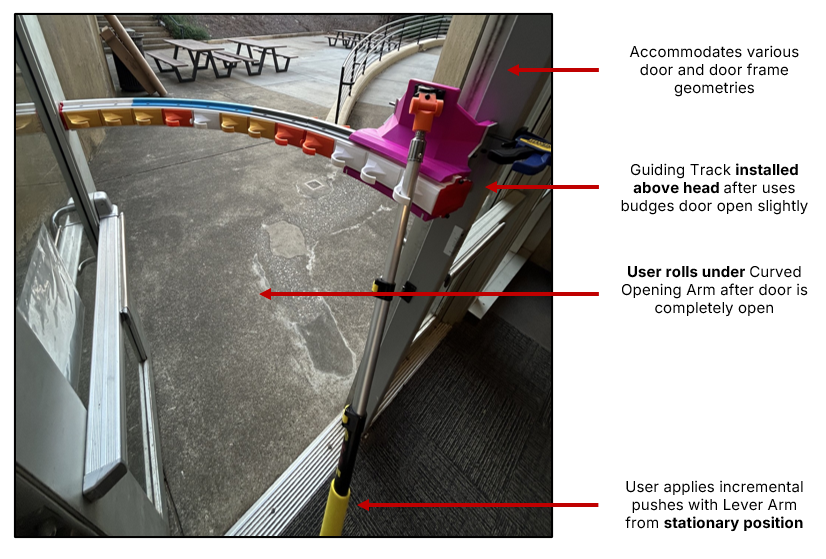 Accommodates various
door and door frame
geometries
Guiding Track installed
above head after uses
budges door open slightly
User rolls under Curved
Opening Arm after door is
completely open
User applies incremental
pushes with Lever Arm
from stationary position